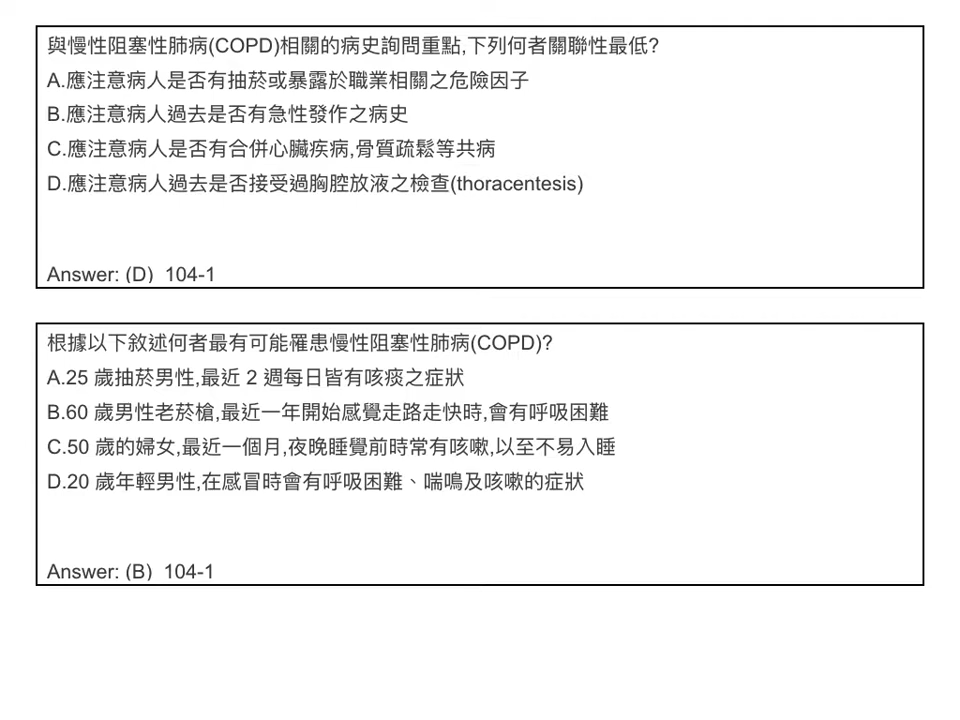 與慢性阻塞性肺病(COPD)相關的病史詢問重點,下列何者關聯性最低?
A.應注意病人是否有抽菸或暴露於職業相關之危險因子
B.應注意病人過去是否有急性發作之病史
C.應注意病人是否有合併心臟疾病,骨質疏鬆等共病
D.應注意病人過去是否接受過胸腔放液之檢查(thoracentesis)
Answer: (D) 104-1
根據以下敘述何者最有可能罹患慢性阻塞性肺病(COPD)?
A.25 歲抽菸男性,最近 2 週每日皆有咳痰之症狀
B.60 歲男性老菸槍,最近一年開始感覺走路走快時,會有呼吸困難
C.50 歲的婦女,最近一個月,夜晚睡覺前時常有咳嗽,以至不易入睡
D.20 歲年輕男性,在感冒時會有呼吸困難、喘鳴及咳嗽的症狀
Answer: (B) 104-1